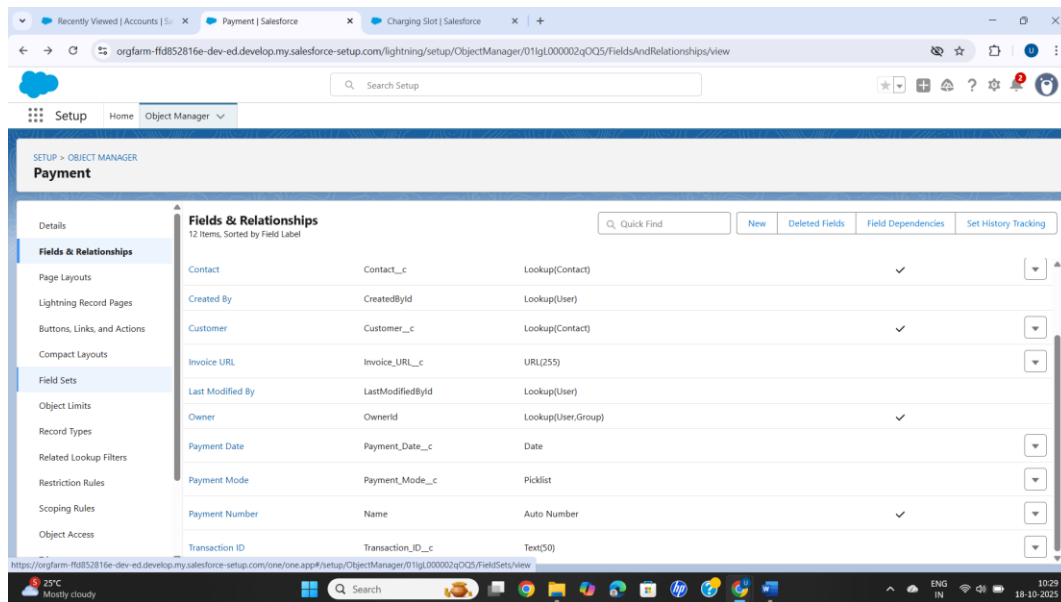 Recently Viewed | Accounts | Sa
Payment | Salesforce
Charging Slot | Salesforce
orgfarm-ffd852816e-dev-ed.develop.my.salesforce-setup.com/lightning/setup/ObjectManager/01IgL000002qOQ5/FieldsAndRelationships/view
U
Search Setup
2
Setup
Home
Object Manager
SETUP > OBJECT MANAGER
Payment
Details
Fields & Relationships
Page Layouts
Lightning Record Pages
Buttons, Links, and Actions
Compact Layouts
Field Sets
Object Limits
Record Types
Related Lookup Filters
Restriction Rules
Scoping Rules
Object Access
Fields & Relationships
12 Items, Sorted by Field Label
Quick Find
New
Deleted Fields
Field Dependencies
Set History Tracking
Contact Contact__c Lookup(Contact)
Created By CreatedById Lookup(User)
Customer Customer__c Lookup(Contact)
Invoice URL Invoice_URL__c URL(255)
Last Modified By LastModifiedById Lookup(User)
Owner OwnerId Lookup(User,Group)
Payment Date Payment_Date__c Date
Payment Mode Payment_Mode__c Picklist
Payment Number Name Auto Number
Transaction ID Transaction_ID__c Text(50)
https://orgfarm-ffd852816e-dev-ed.develop.my.salesforce-setup.com/one/one.app#/setup/ObjectManager/01IgL000002qOQ5/FieldSets/view
5
25°C
Mostly cloudy
Search
hp
ENG
IN
10:29
18-10-2025